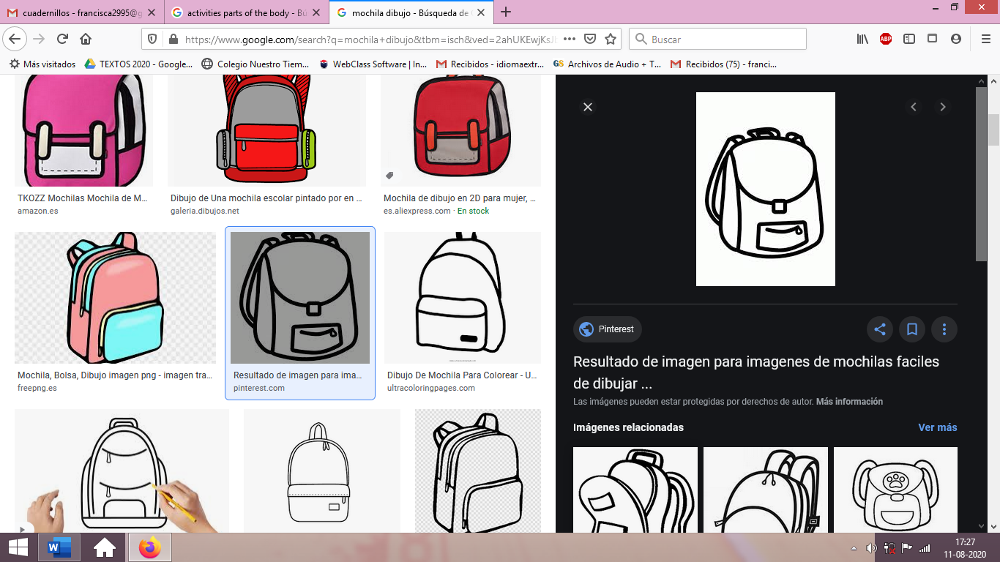 cuadernillos - francisca2995@g
activities parts of the body - Bú
mochila dibujo - Búsqueda de
https://www.google.com/search?q=mochila+dibujo&tbm=isch&ved=2ahUKEwjKsJb
Buscar
ABP
Más visitados
TEXTOS 2020 - Google...
Colegio Nuestro Tiem...
WebClass Software | In...
Recibidos - idiomaextr...
GS Archivos de Audio + T...
Recibidos (75) - franci...
TKOZZ Mochilas Mochila de M...
amazon.es
Dibujo de Una mochila escolar pintado por en ...
galeria.dibujos.net
Mochila de dibujo en 2D para mujer, ...
es.aliexpress.com · En stock
Mochila, Bolsa, Dibujo imagen png - imagen tra...
freepng.es
Resultado de imagen para ima...
pinterest.com
Dibujo De Mochila Para Colorear - U...
ultracoloringpages.com
Pinterest
Resultado de imagen para imagenes de mochilas faciles
de dibujar ...
Las imágenes pueden estar protegidas por derechos de autor. Más información
Imágenes relacionadas
Ver más
17:27
11-08-2020